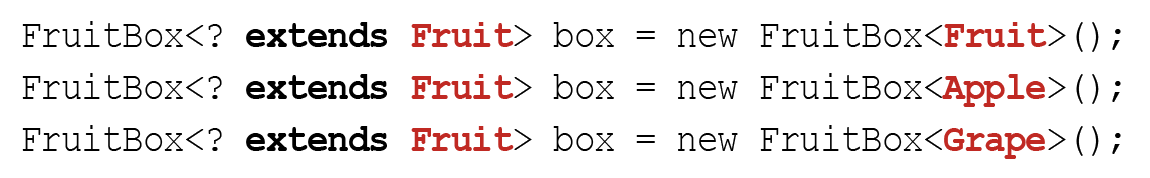 FruitBox<? extends Fruit> box = new FruitBox<Fruit>();
FruitBox<? extends Fruit> box = new FruitBox<Apple>();
FruitBox<? extends Fruit> box = new FruitBox<Grape>();